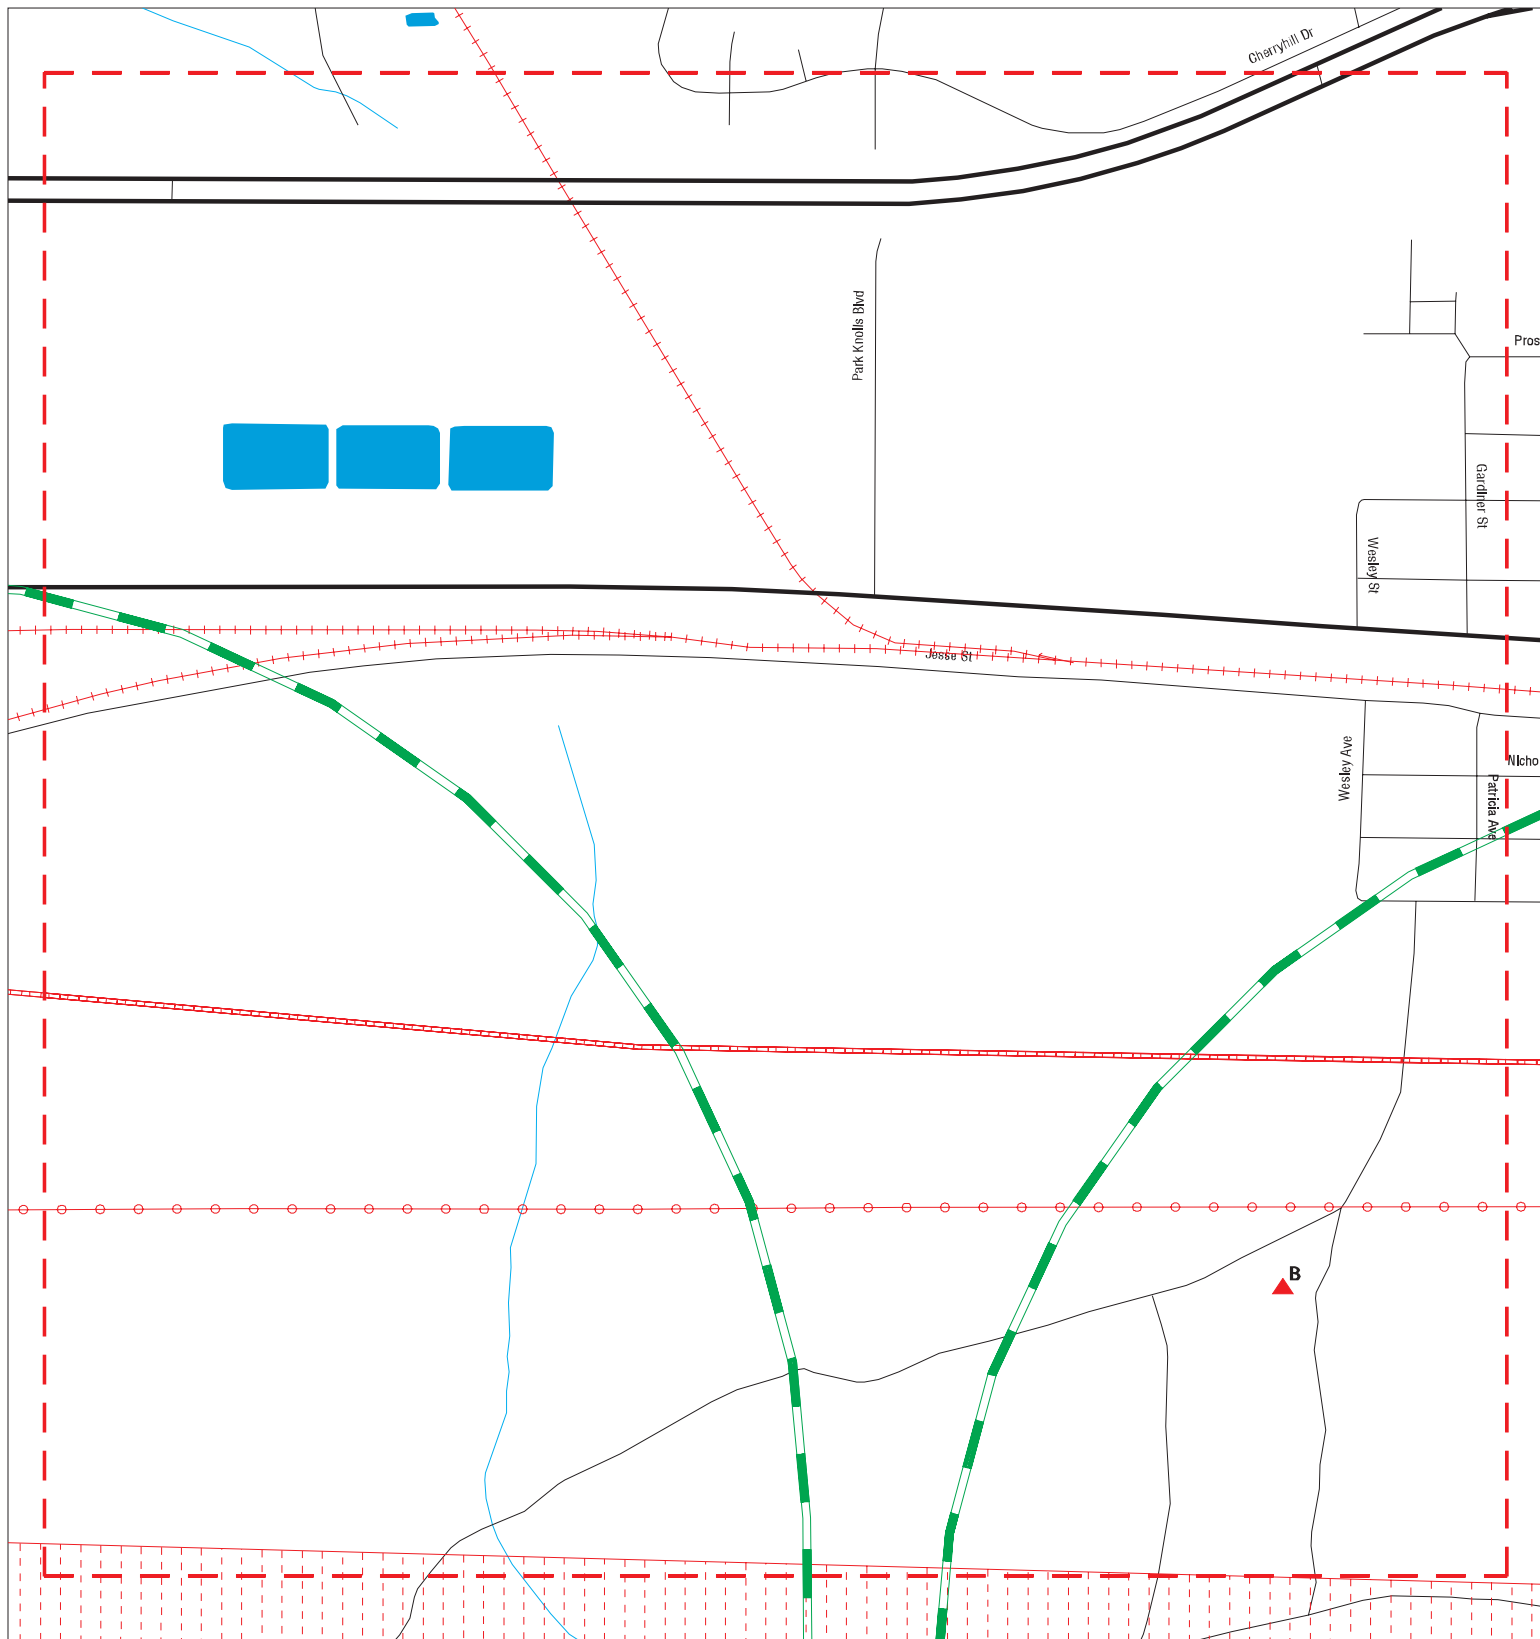 Cherryhill Dr
Park Knolls Blvd
Pros
Gardiner St
Wesley St
Jesse St
Wesley Ave
Nicho
Patricia Ave
B